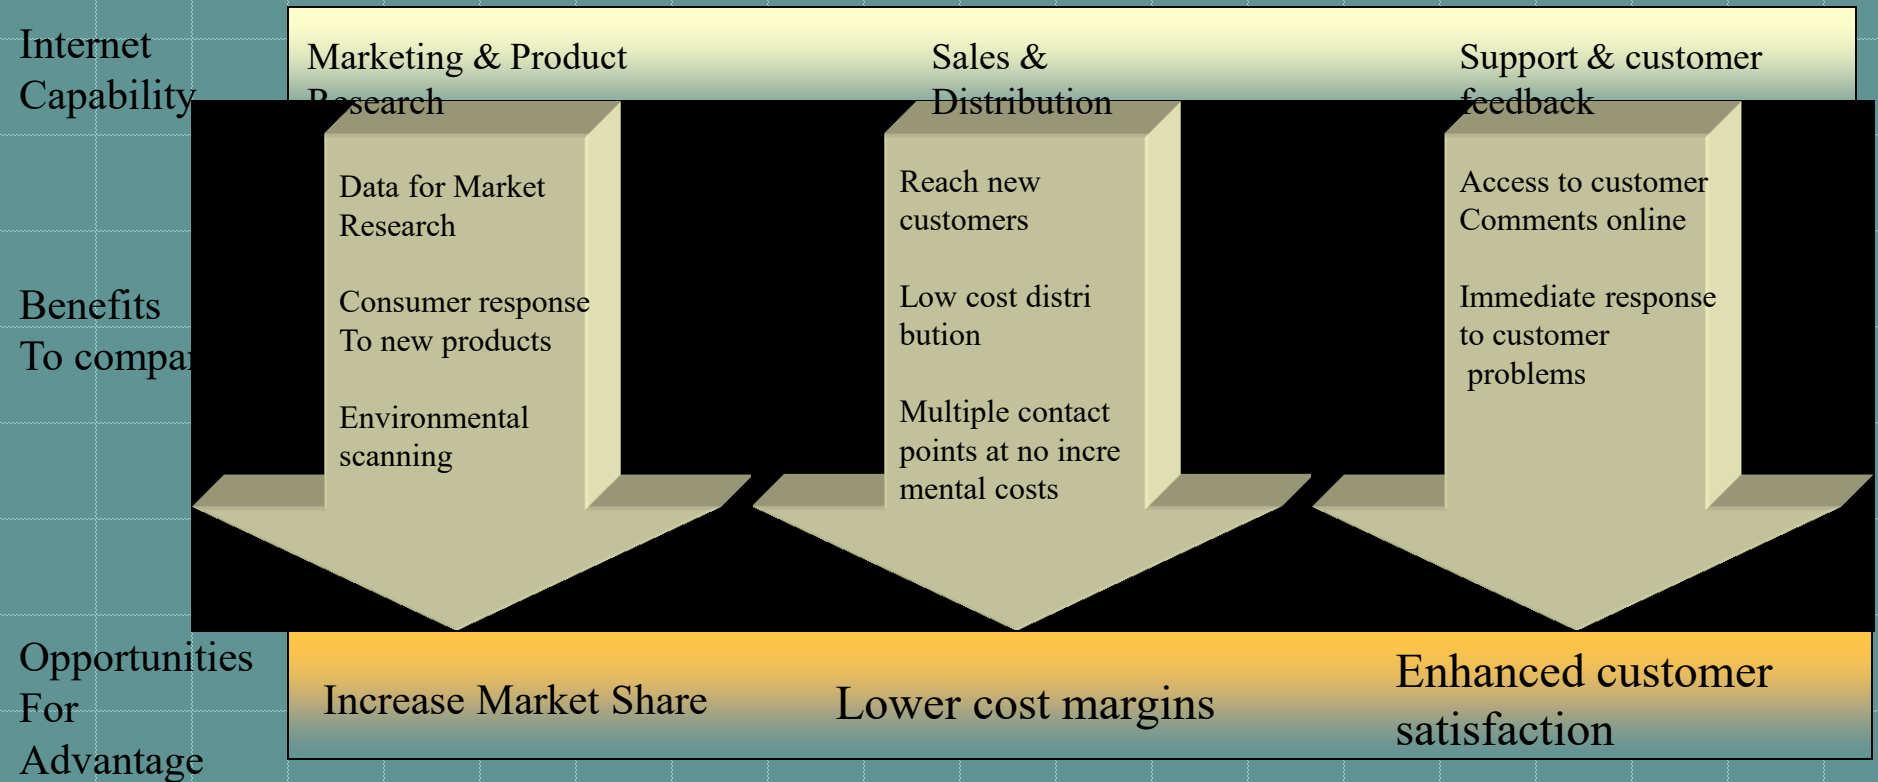 Internet
Capability
Marketing & Product
Research
Sales &
Distribution
Support & customer
feedback
Benefits
To
Data for Market
Research
Consumer response
To new products
Environmental
scanning
Reach new
customers
Low cost distri
bution
Multiple contact
points at no incre
mental costs
Access to customer
Comments online
Immediate response
to customer
problems
Opportunities
For
Advantage
Increase Market Share
Lower cost margins
Enhanced customer
satisfaction